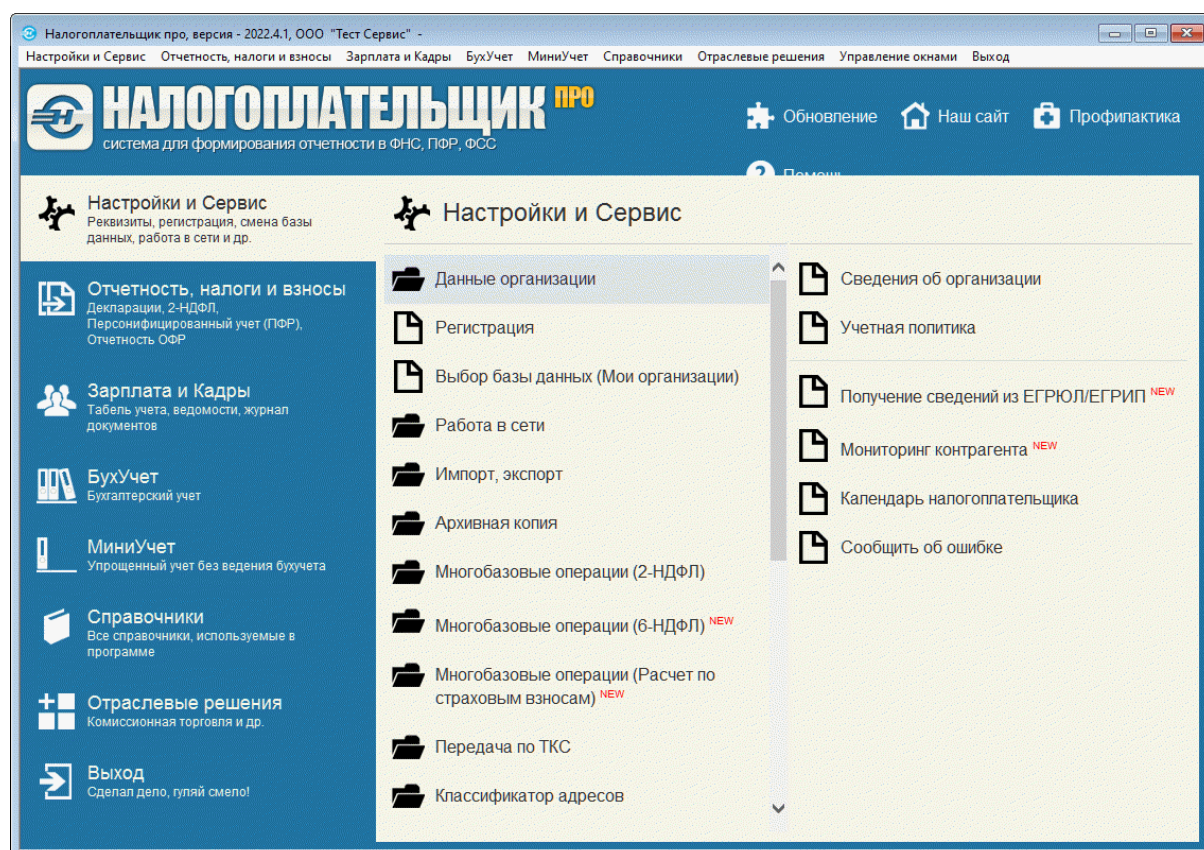 Налогоплательщик про, версия - 2022.4.1, ООО "Тест Сервис" -
Настройки и Сервис Отчетность, налоги и взносы Зарплата и Кадры БухУчет МиниУчет Справочники Отраслевые решения Управление окнами Выход
НАЛОГОПЛАТЕЛЬЩИК ПРО
система для формирования отчетности в ФНС, ПФР, ФСС
Обновление
Наш сайт
Профилактика
Помощь
Настройки и Сервис
Реквизиты, регистрация, смена базы
данных, работа в сети и др.
Отчетность, налоги и взносы
Декларации, 2-НДФЛ,
Персонифицированный учет (ПФР),
Отчетность ОФР
Зарплата и Кадры
Табель учета, ведомости, журнал
документов
БухУчет
Бухгалтерский учет
МиниУчет
Упрощенный учет без ведения бухучета
Справочники
Все справочники, используемые в
программе
Отраслевые решения
Комиссионная торговля и др.
Выход
Сделал дело, гуляй смело!
Настройки и Сервис
Данные организации
Регистрация
Выбор базы данных (Мои организации)
Работа в сети
Импорт, экспорт
Архивная копия
Многобазовые операции (2-НДФЛ)
Многобазовые операции (6-НДФЛ) NEW
Многобазовые операции (Расчет по
страховым взносам) NEW
Передача по ТКС
Классификатор адресов
Сведения об организации
Учетная политика
Получение сведений из ЕГРЮЛ/ЕГРИП NEW
Мониторинг контрагента NEW
Календарь налогоплательщика
Сообщить об ошибке